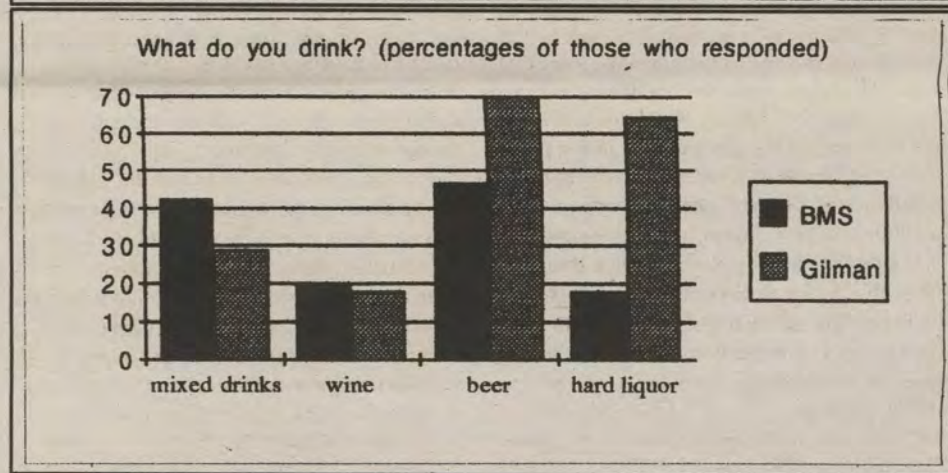 What do you drink? (percentages of those who responded)
70
60
50
40
30
20
10
0
mixed drinks wine beer hard liquor
BMS
Gilman